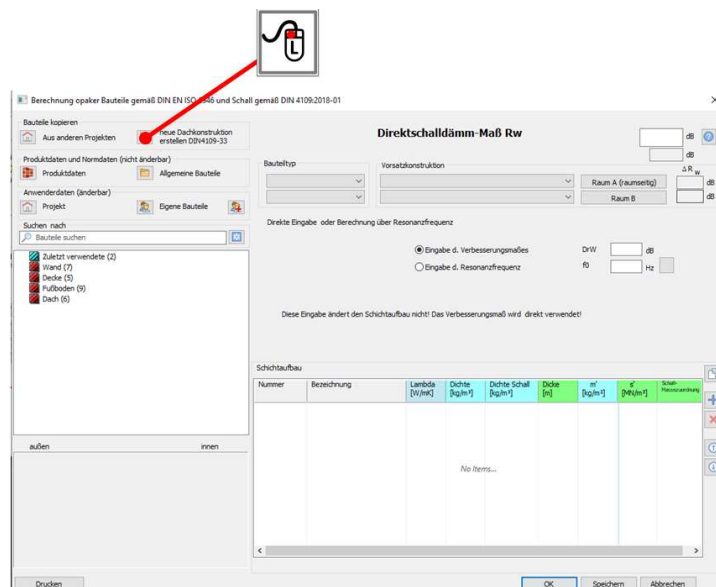 L
Berechnung opaker Bauteile gemäß DIN EN ISO 6946 und Schall gemäß DIN 4109:2018-01
Bauteile kopieren
Aus anderen Projekten
neue Dachkonstruktion
erstellen DIN4109-33
Produktdaten und Normdaten (nicht änderbar)
Produktdaten
Allgemeine Bauteile
Anwenderdaten (änderbar)
Projekt
Eigene Bauteile
Suchen nach
Bauteile suchen
Zuletzt verwendete (2)
Wand (7)
Decke (5)
Fußboden (9)
Dach (6)
außen
innen
Drucken
Direktschalldämm-Maß Rw
dB
dB
Δ R w
Bauteiltyp
Vorsatzkonstruktion
Raum A (raumseitig)
dB
Raum B
dB
Direkte Eingabe oder Berechnung über Resonanzfrequenz
Eingabe d. Verbesserungsmaßes
DrW
dB
Eingabe d. Resonanzfrequenz
f0
Hz
Diese Eingabe ändert den Schichtaufbau nicht! Das Verbesserungsmaß wird direkt verwendet!
Schichtaufbau
Nummer
Bezeichnung
Lambda
[W/mK]
Dichte
[kg/m³]
Dichte Schall
[kg/m³]
Dicke
[m]
m'
[kg/m²]
s'
[MN/m³]
Schall-
No Items...
OK
Speichern
Abbrechen